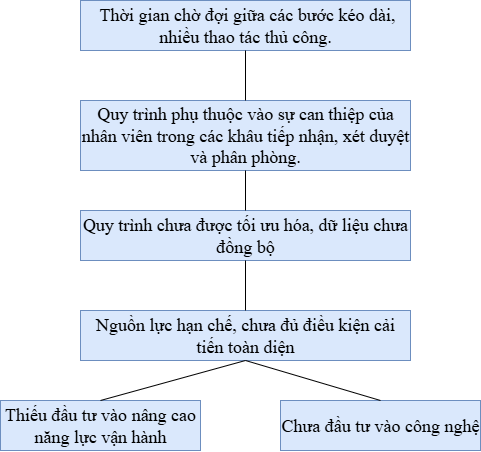 Thời gian chờ đợi giữa các bước kéo dài,
nhiều thao tác thủ công.
Quy trình phụ thuộc vào sự can thiệp của
nhân viên trong các khâu tiếp nhận, xét duyệt
và phân phòng.
Quy trình chưa được tối ưu hóa, dữ liệu chưa
đồng bộ
Nguồn lực hạn chế, chưa đủ điều kiện cải
tiến toàn diện
Thiếu đầu tư vào nâng cao
năng lực vận hành
Chưa đầu tư vào công nghệ